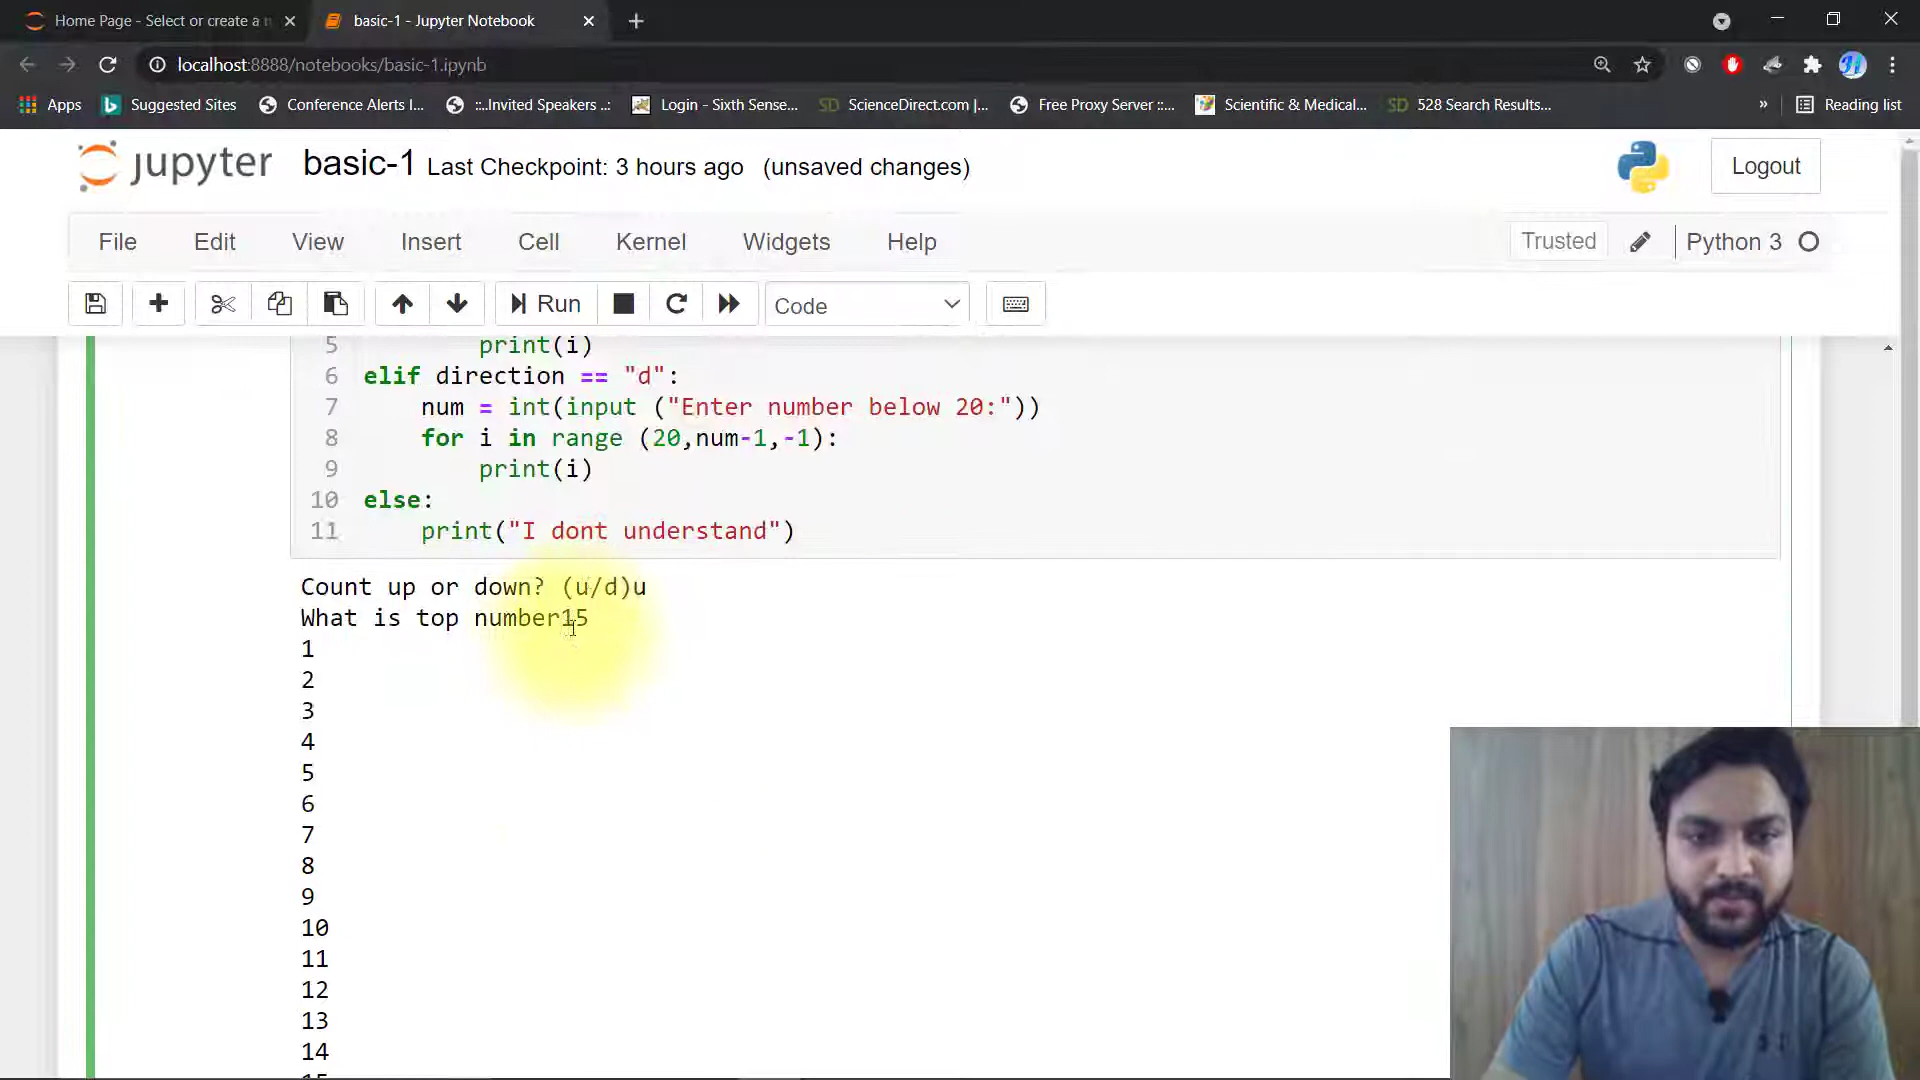 Home Page - Select or create a n
basic-1 - Jupyter Notebook
localhost:8888/notebooks/basic-1.ipynb
Apps
Suggested Sites
Conference Alerts I...
::..Invited Speakers ..:
Login - Sixth Sense...
SD ScienceDirect.com |...
Free Proxy Server ::...
Scientific & Medical...
SD 528 Search Results...
»
Reading list
jupyter basic-1 Last Checkpoint: 3 hours ago (unsaved changes)
Logout
File Edit View Insert Cell Kernel Widgets Help
Trusted
Python 3
Run
Code
5 print(i)
6 elif direction == "d":
7 num = int(input ("Enter number below 20:"))
8 for i in range (20,num-1,-1):
9 print(i)
10 else:
11 print("I dont understand")
Count up or down? (u/d)u
What is top number15
1
2
3
4
5
6
7
8
9
10
11
12
13
14
15